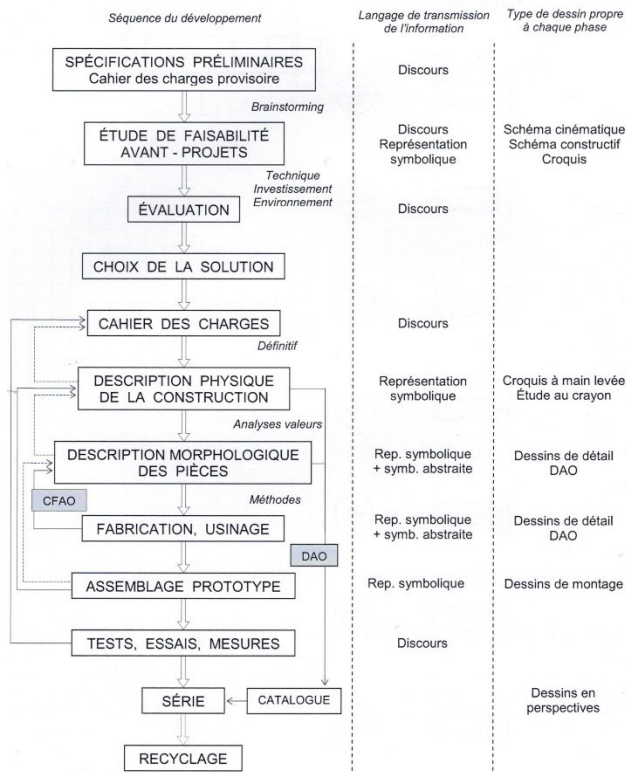 Séquence du développement
Langage de transmission
de l'information
Type de dessin propre
à chaque phase
SPÉCIFICATIONS PRÉLIMINAIRES
Cahier des charges provisoire
Discours
Brainstorming
ÉTUDE DE FAISABILITÉ
AVANT - PROJETS
Discours
Représentation
symbolique
Schéma cinématique
Schéma constructif
Croquis
Technique
Investissement
Environnement
ÉVALUATION
Discours
CHOIX DE LA SOLUTION
CAHIER DES CHARGES
Discours
Définitif
DESCRIPTION PHYSIQUE
DE LA CONSTRUCTION
Représentation
symbolique
Croquis à main levée
Étude au crayon
Analyses valeurs
DESCRIPTION MORPHOLOGIQUE
DES PIÈCES
Rep. symbolique
+ symb. abstraite
Dessins de détail
DAO
CFAO
Méthodes
FABRICATION, USINAGE
Rep. symbolique
+ symb. abstraite
Dessins de détail
DAO
DAO
ASSEMBLAGE PROTOTYPE
Rep. symbolique
Dessins de montage
TESTS, ESSAIS, MESURES
Discours
SÉRIE
CATALOGUE
Dessins en
perspectives
RECYCLAGE